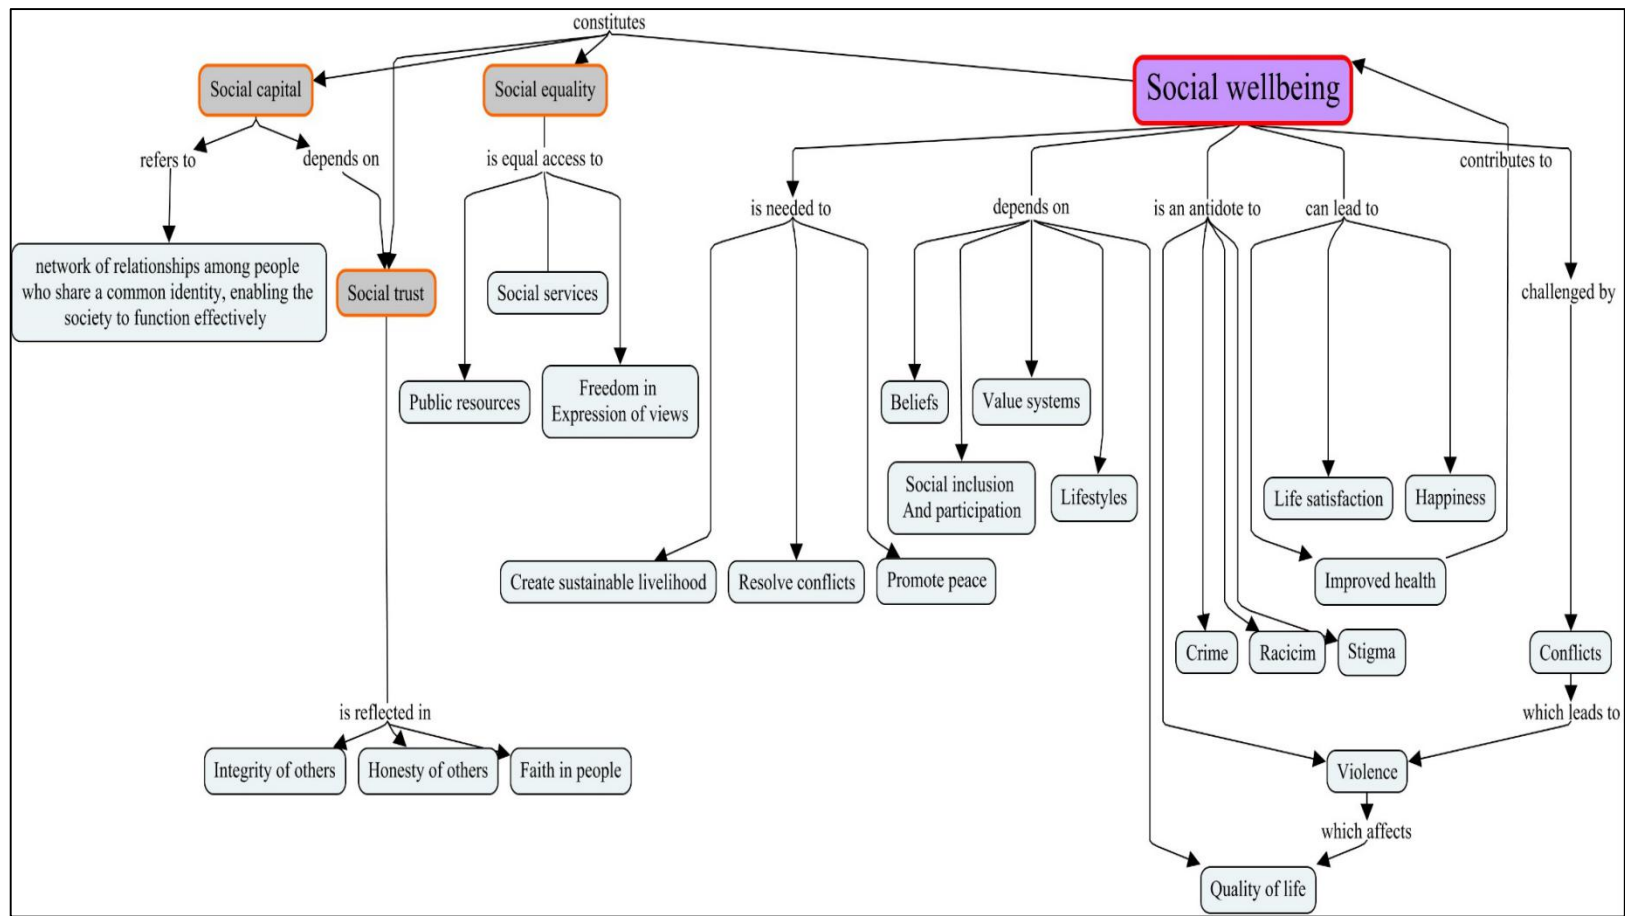 constitutes
Social capital
Social equality
Social wellbeing
refers to
depends on
is equal access to
contributes to
is needed to
depends on
is an antidote to
can lead to
network of relationships among people
who share a common identity, enabling the
society to function effectively
Social trust
Social services
challenged by
Public resources
Freedom in
Expression of views
Beliefs
Value systems
Social inclusion
And participation
Lifestyles
Life satisfaction
Happiness
Create sustainable livelihood
Resolve conflicts
Promote peace
Improved health
Crime
Racicim
Stigma
Conflicts
is reflected in
which leads to
Integrity of others
Honesty of others
Faith in people
Violence
which affects
Quality of life